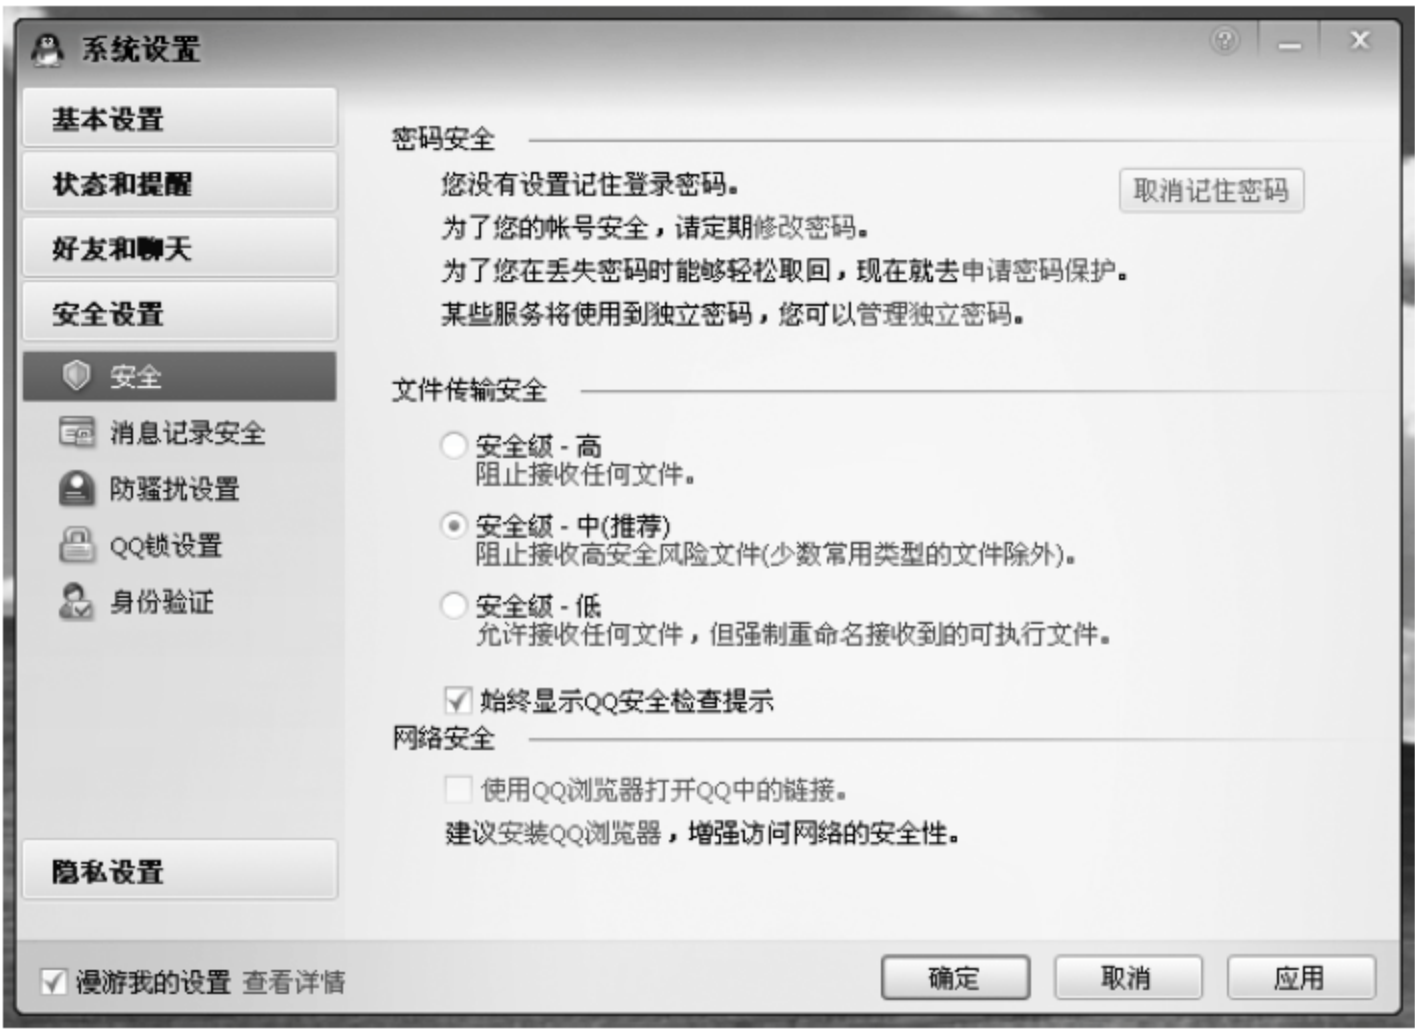 系统设置
基本设置
状态和提醒
好友和聊天
安全设置
安全
消息记录安全
防骚扰设置
QQ锁设置
身份验证
隐私设置
密码安全
您没有设置记住登录密码。
取消记住密码
为了您的帐号安全，请定期修改密码。
为了您在丢失密码时能够轻松取回，现在就去申请密码保护。
某些服务将使用到独立密码，您可以管理独立密码。
文件传输安全
安全级 - 高
阻止接收任何文件。
安全级 - 中(推荐)
阻止接收高安全风险文件(少数常用类型的文件除外)。
安全级 - 低
允许接收任何文件，但强制重命名接收到的可执行文件。
始终显示QQ安全检查提示
网络安全
使用QQ浏览器打开QQ中的链接。
建议安装QQ浏览器，增强访问网络的安全性。
漫游我的设置 查看详情
确定
取消
应用